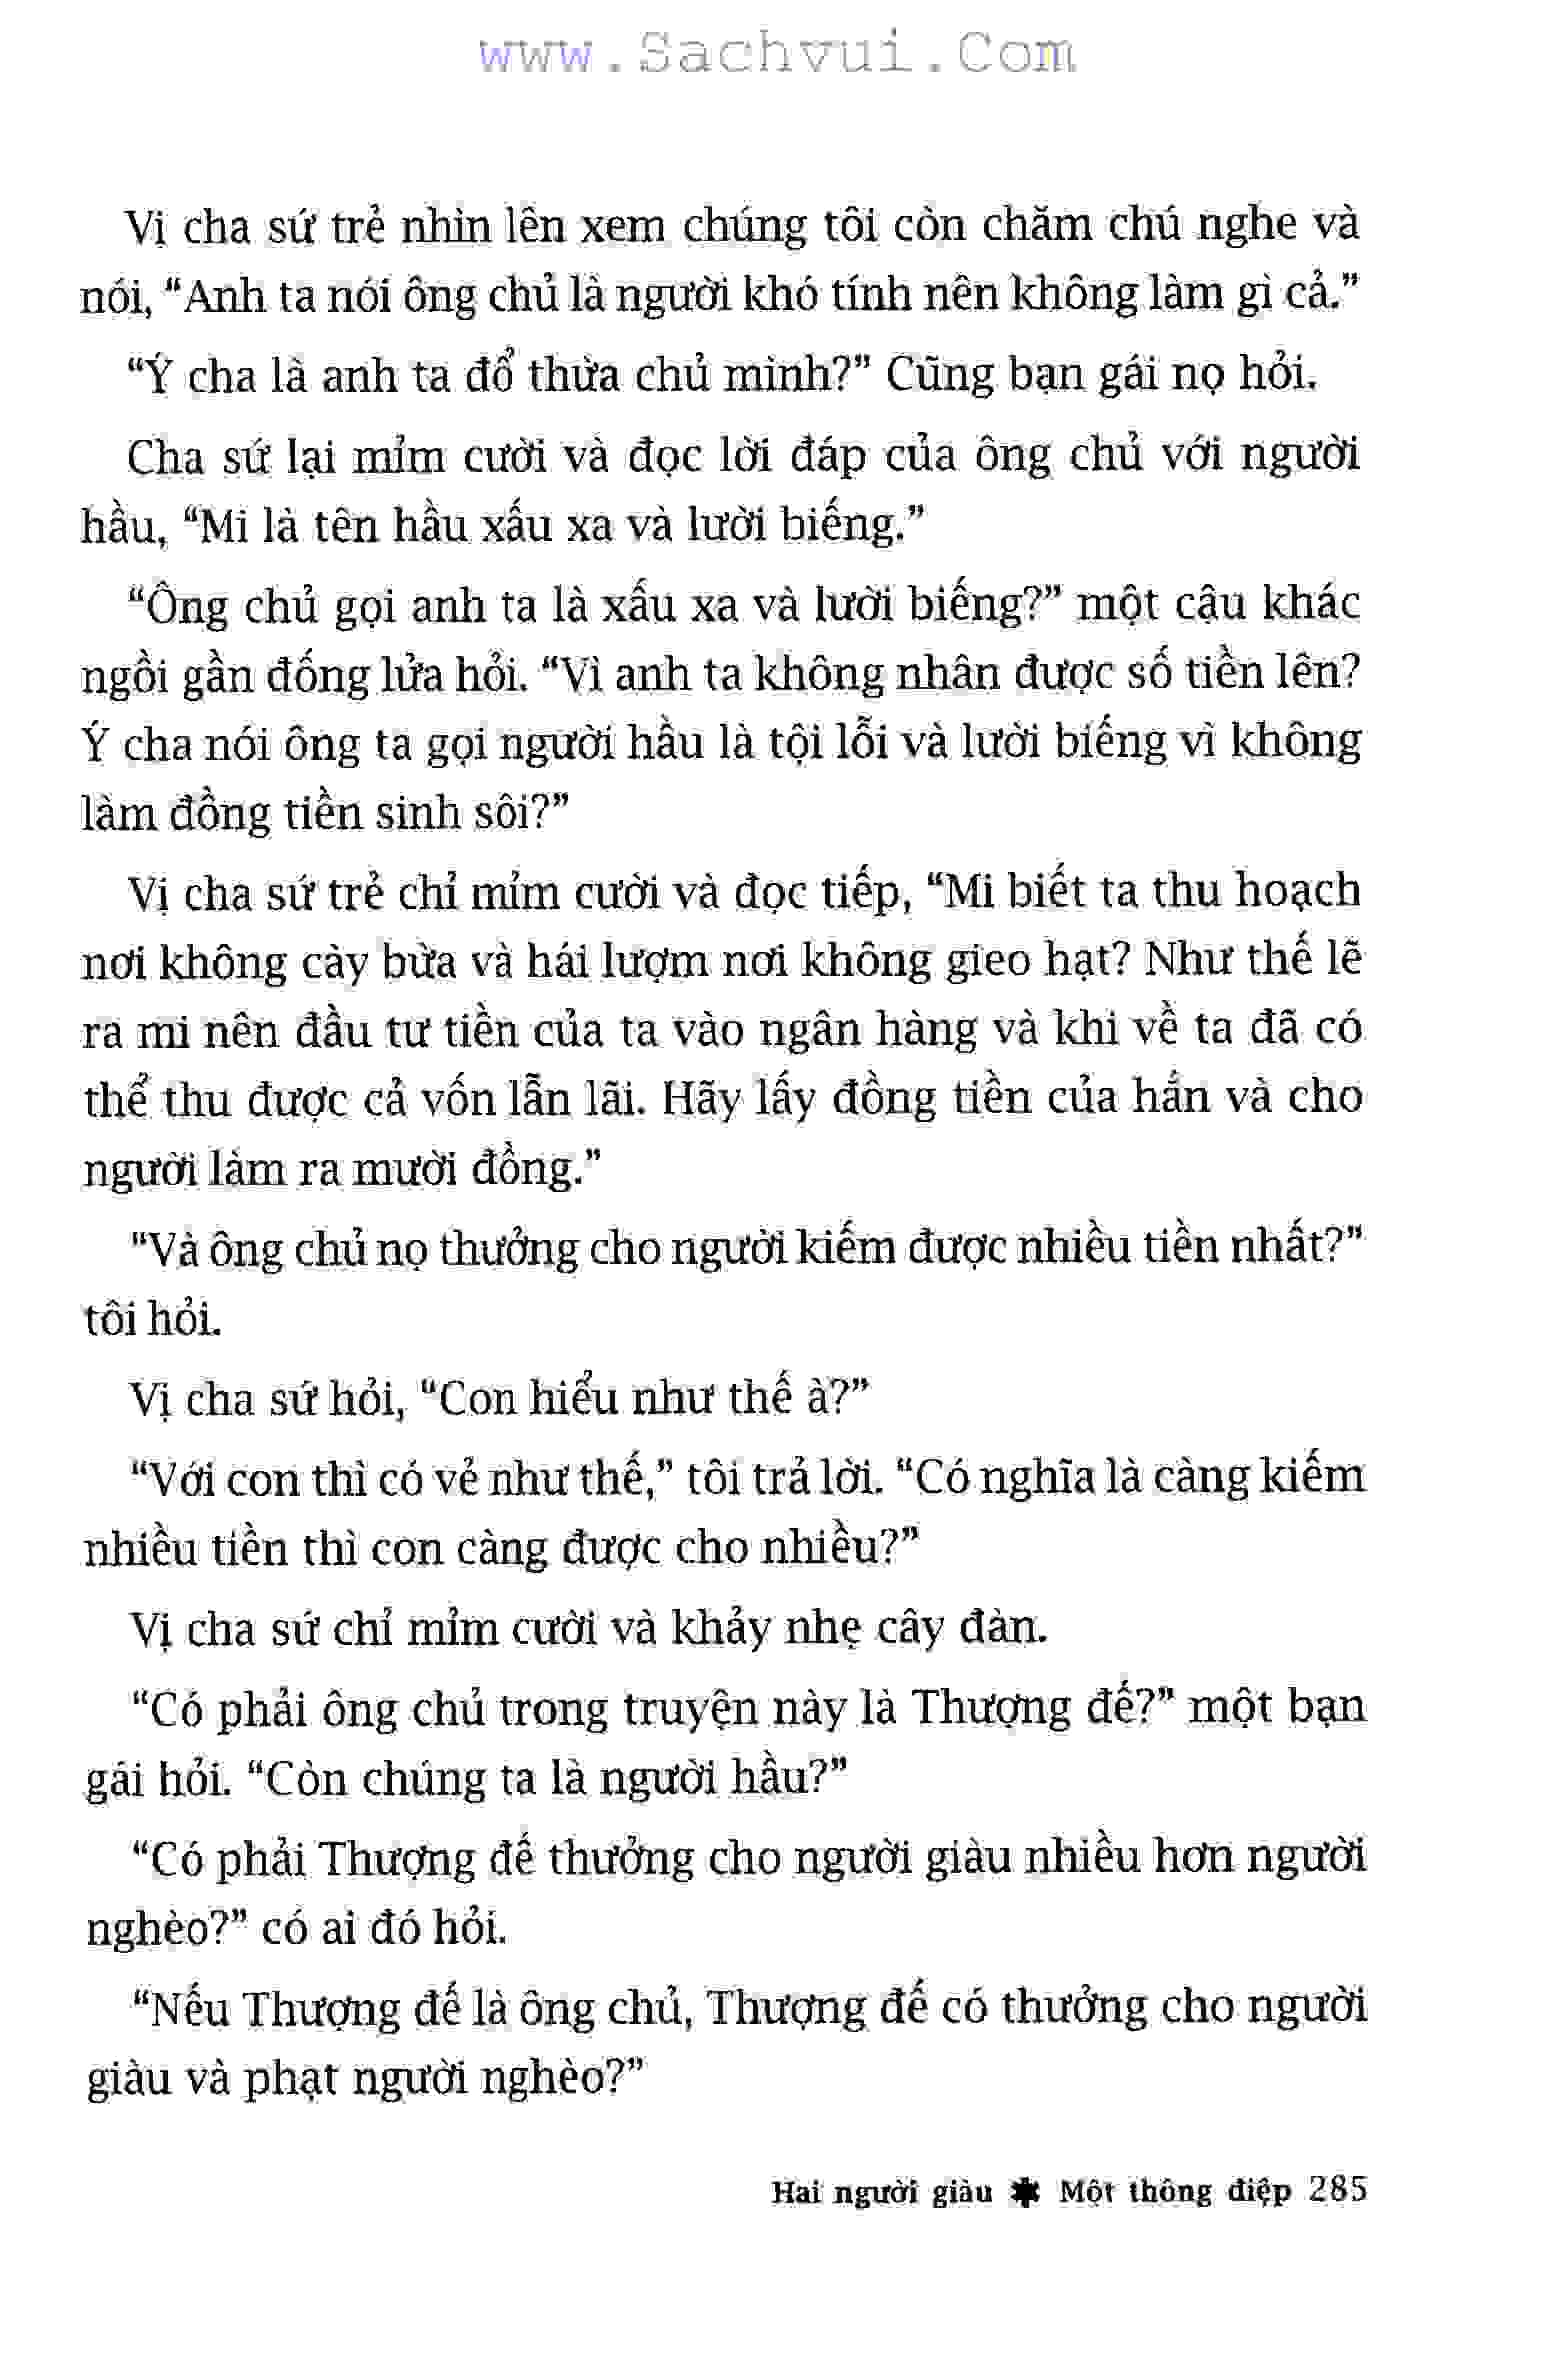 www.Sachvui.Com
Vị cha sứ trẻ nhìn lên xem chúng tôi còn chăm chú nghe và
nói, “Anh ta nói ông chủ là người khó tính nên không làm gì cả.”
“Ý cha là anh ta đổ thừa chủ mình?” Cũng bạn gái nọ hỏi.
Cha sứ lại mỉm cười và đọc lời đáp của ông chủ với người
hầu, “Mi là tên hầu xấu xa và lười biếng.”
“Ông chủ gọi anh ta là xấu xa và lười biếng?” một cậu khác
ngồi gần đống lửa hỏi. “Vì anh ta không nhân được số tiền lên?
Ý cha nói ông ta gọi người hầu là tội lỗi và lười biếng vì không
làm đồng tiền sinh sôi?”
Vị cha sứ trẻ chỉ mỉm cười và đọc tiếp, “Mi biết ta thu hoạch
nơi không cày bừa và hái lượm nơi không gieo hạt? Như thế lẽ
ra mi nên đầu tư tiền của ta vào ngân hàng và khi về ta đã có
thể thu được cả vốn lẫn lãi. Hãy lấy đồng tiền của hắn và cho
người làm ra mười đồng.”
"Và ông chủ nọ thưởng cho người kiếm được nhiều tiền nhất?”
tôi hỏi.
Vị cha sứ hỏi, “Con hiểu như thế à?”
“Với con thì có vẻ như thế,” tôi trả lời. “Có nghĩa là càng kiếm
nhiều tiền thì con càng được cho nhiều?”
Vị cha sứ chỉ mỉm cười và khảy nhẹ cây đàn.
“Có phải ông chủ trong truyện này là Thượng đế?” một bạn
gái hỏi. “Còn chúng ta là người hầu?”
“Có phải Thượng đế thưởng cho người giàu nhiều hơn người
nghèo?” có ai đó hỏi.
“Nếu Thượng đế là ông chủ, Thượng đế có thưởng cho người
giàu và phạt người nghèo?”
Hai người giàu ✱ Một thông điệp 285